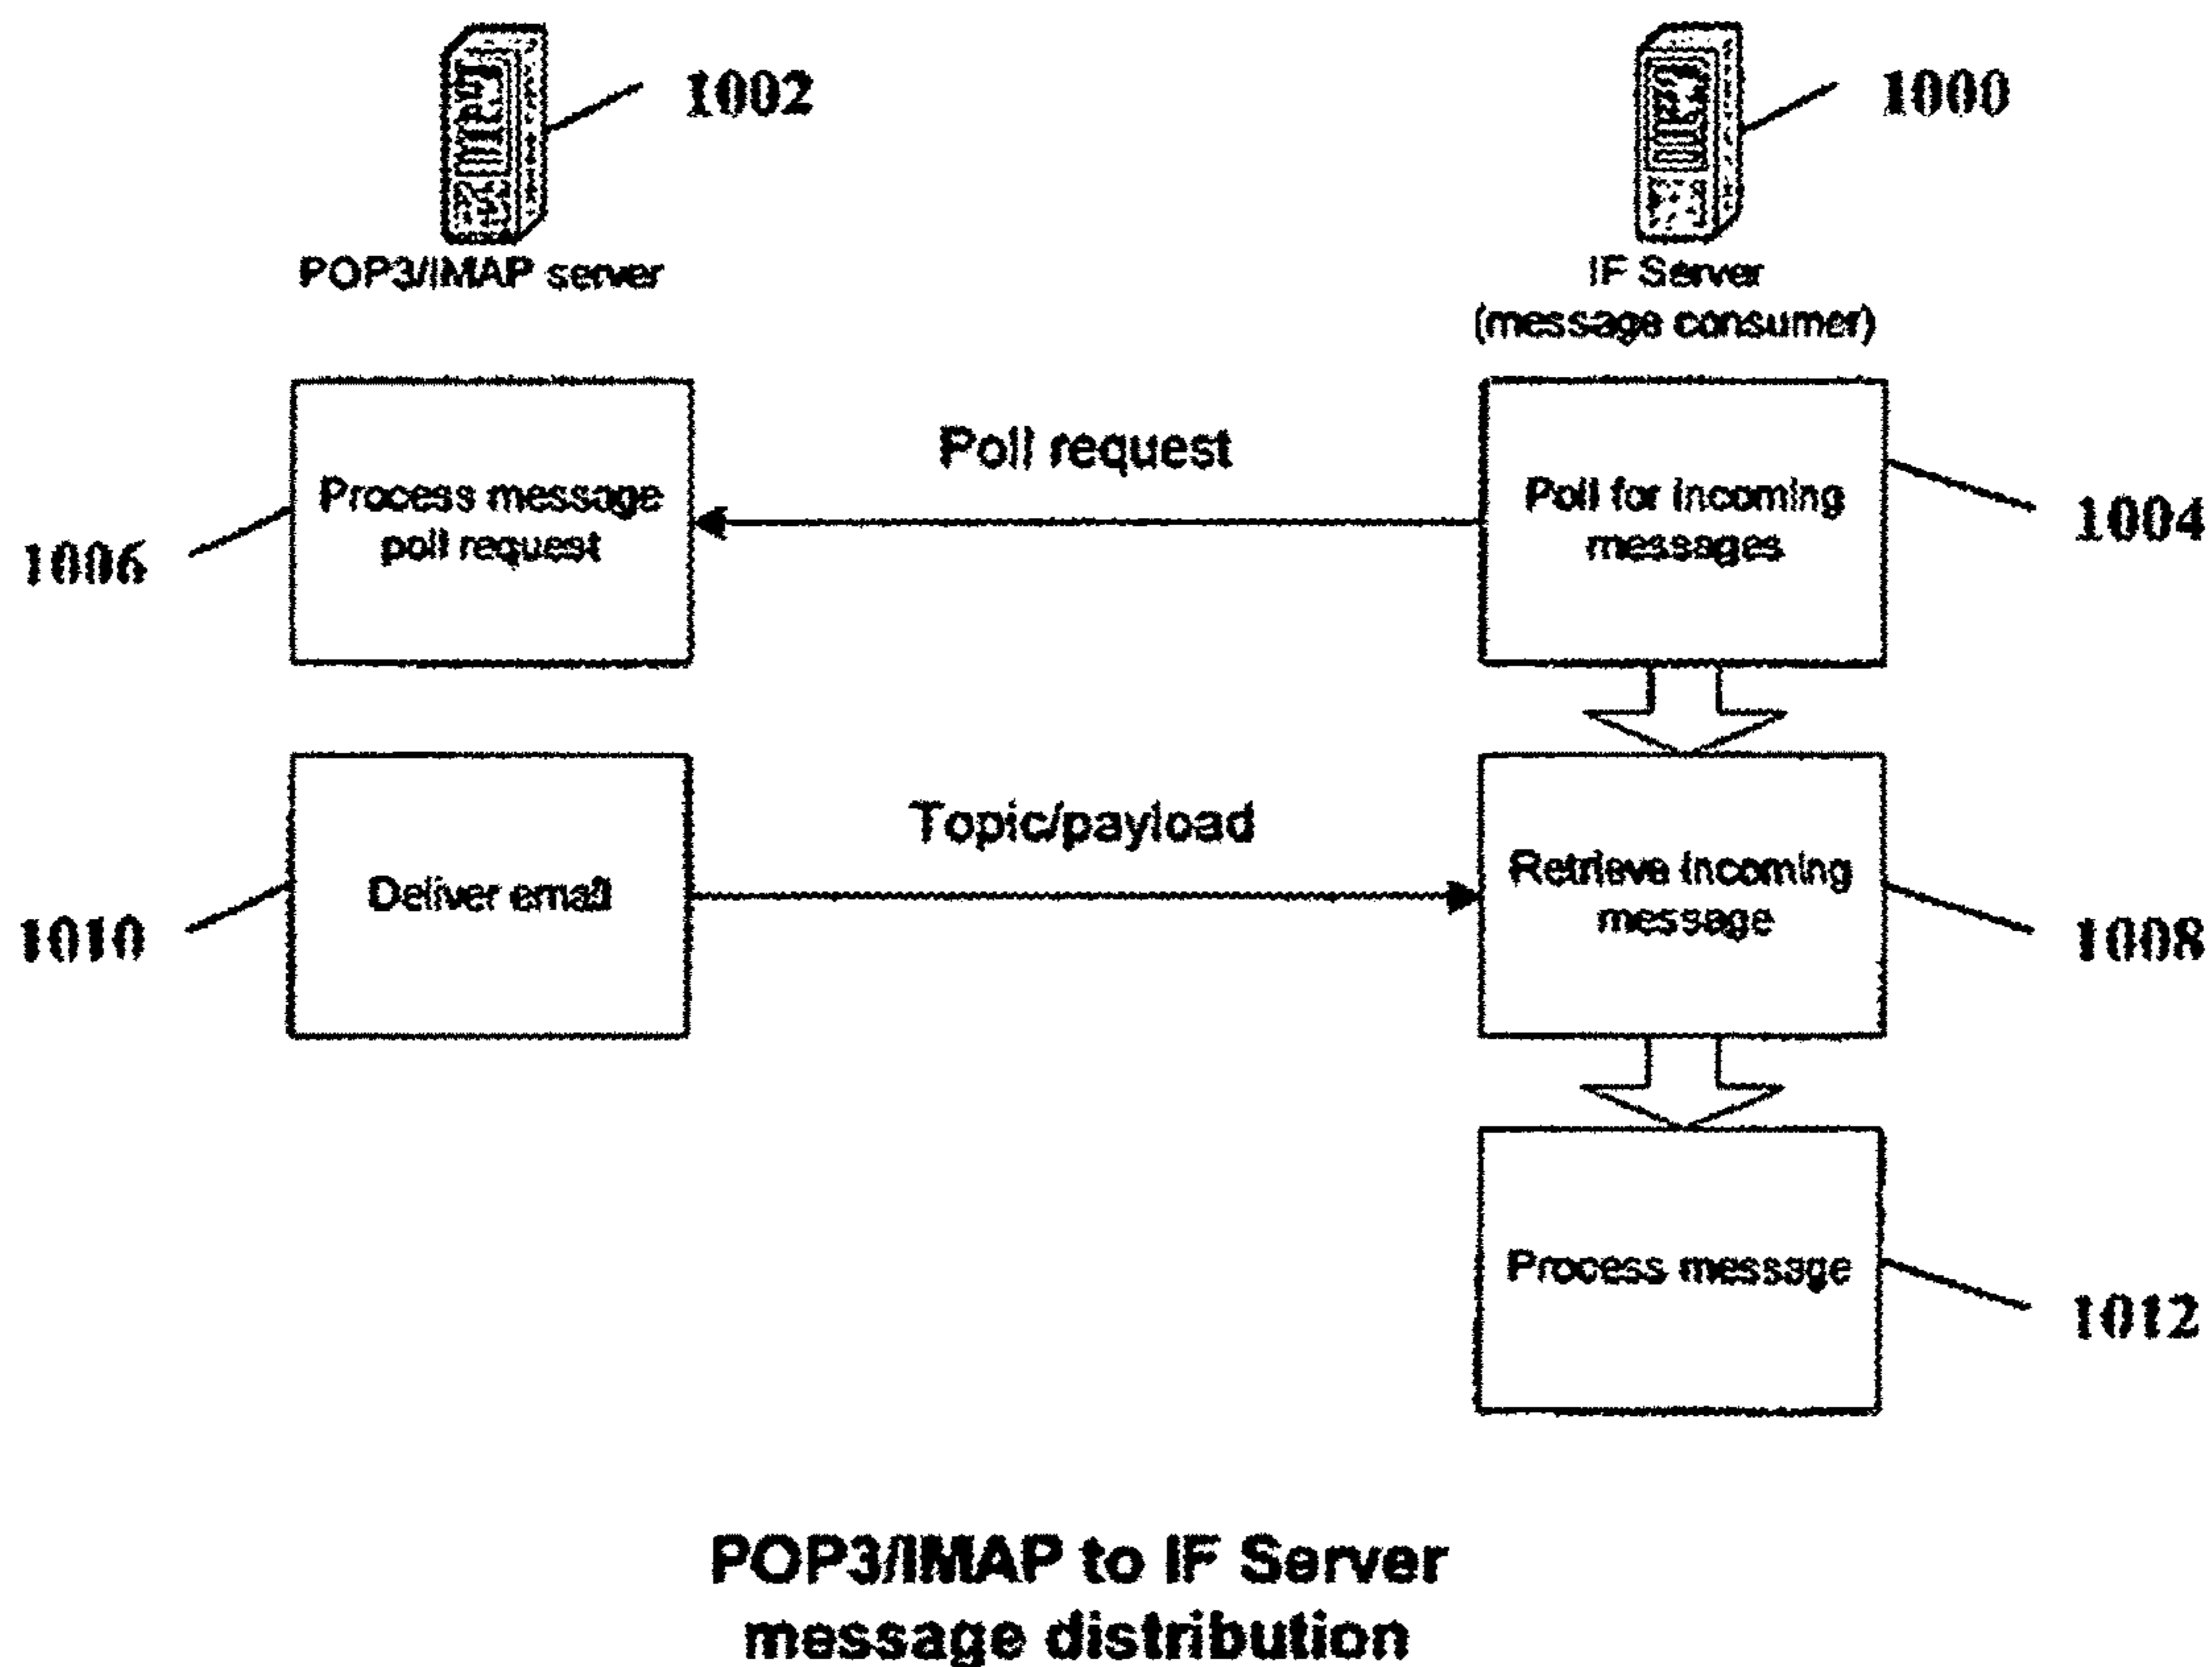 1002
1000
POP3/IMAP server
IF Server
(message consumer)
Poll request
Process message
poll request
Poll for incoming
messages
1004
1006
Topic/payload
Deliver email
Retrieve incoming
message
1010
1008
Process message
1012
POP3/IMAP to IF Server
message distribution